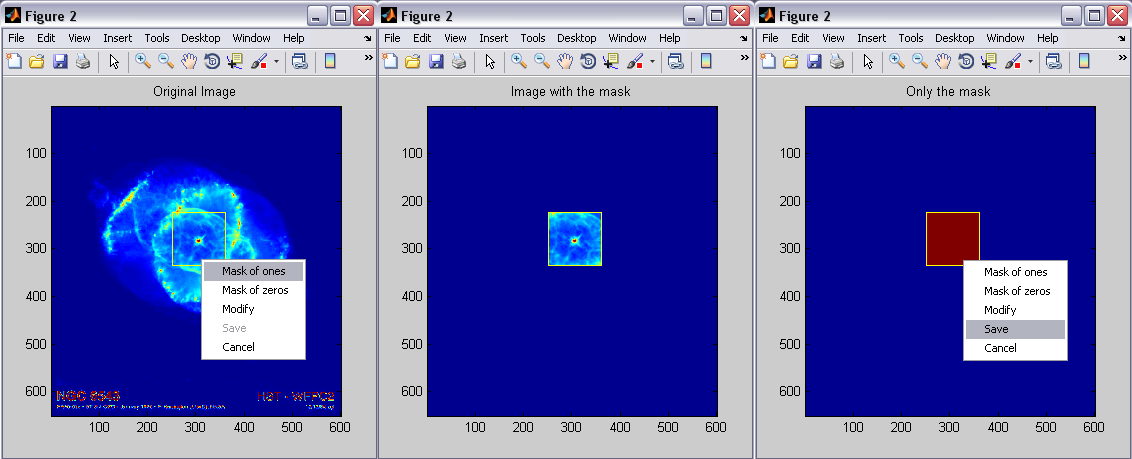 Figure 2
File Edit View Insert Tools Desktop Window Help
Original Image
100
200
300
400
500
600
100 200 300 400 500 600
Mask of ones
Mask of zeros
Modify
Save
Cancel
HST · WFPC2
Figure 2
File Edit View Insert Tools Desktop Window Help
Image with the mask
100
200
300
400
500
600
100 200 300 400 500 600
Figure 2
File Edit View Insert Tools Desktop Window Help
Only the mask
100
200
300
400
500
600
100 200 300 400 500 600
Mask of ones
Mask of zeros
Modify
Save
Cancel